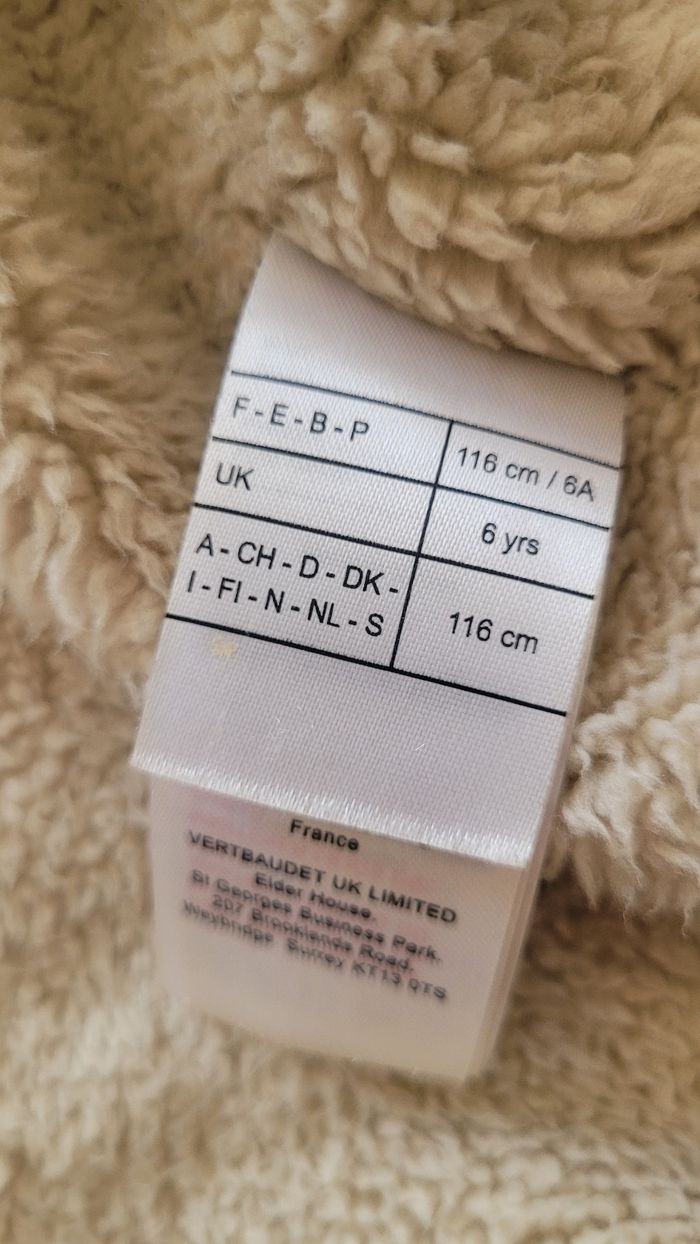 F - E - B - P 116 cm / 6A
UK 6 yrs
A - CH - D - DK -
I - FI - N - NL - S 116 cm
France
VERTBAUDET UK LIMITED
Elder House.
St Georges Business Park.
207 Brooklands Road.
Weybridge Surrey KT13 0TS